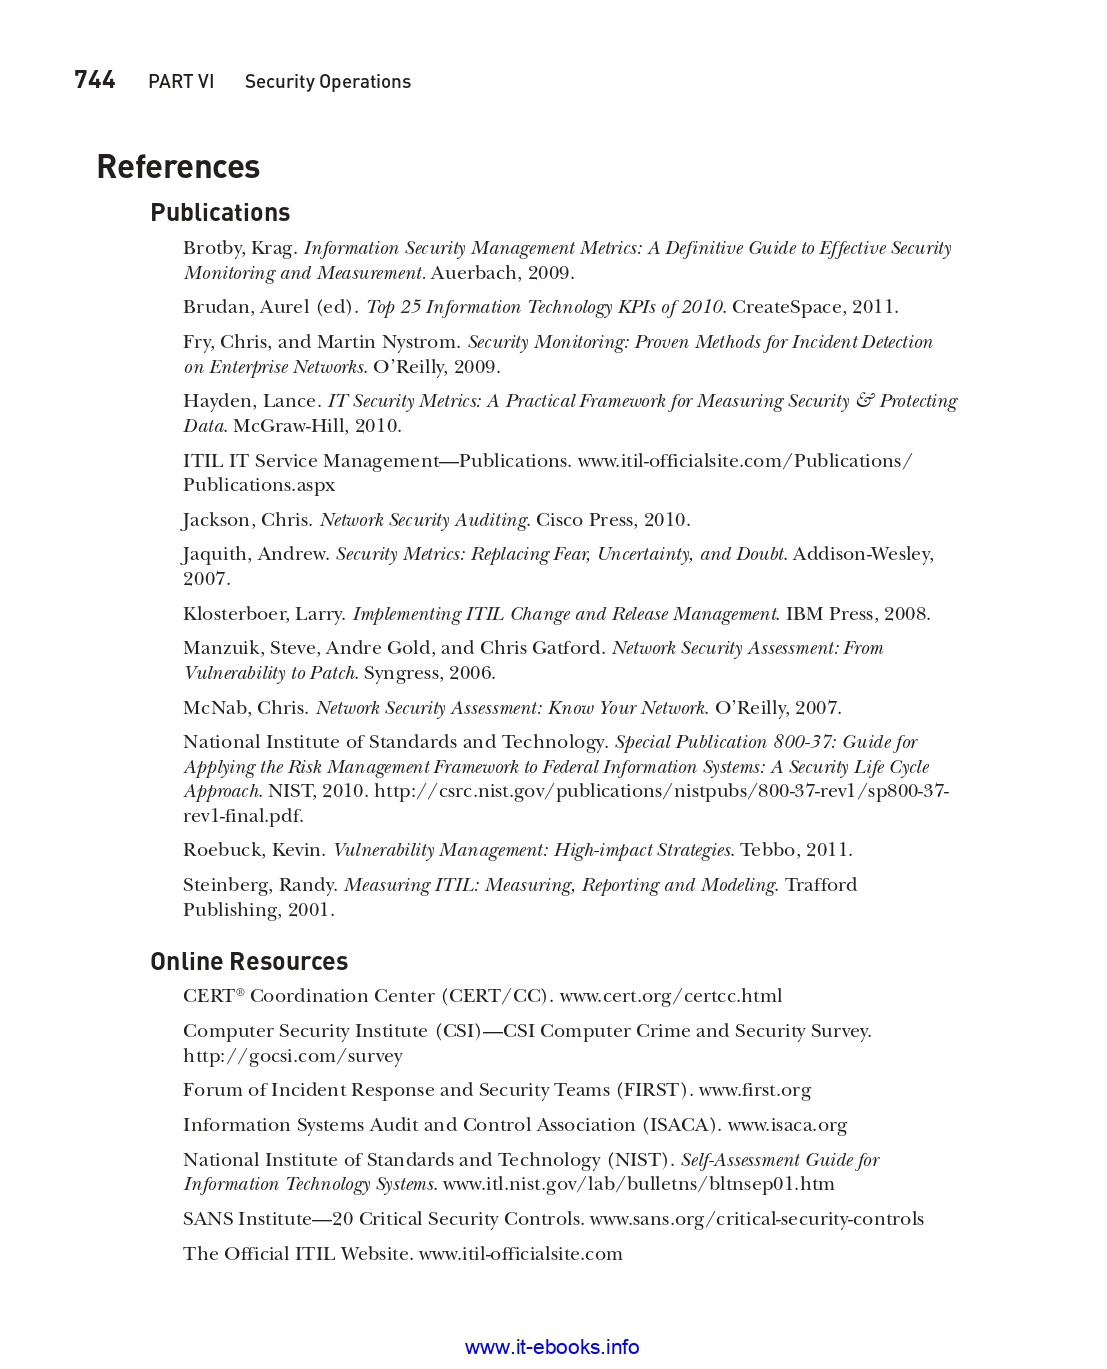 744 PART VI Security Operations
References
Publications
Brotby, Krag. Information Security Management Metrics: A Definitive Guide to Effective Security
Monitoring and Measurement. Auerbach, 2009.
Brudan, Aurel (ed). Top 25 Information Technology KPIs of 2010. CreateSpace, 2011.
Fry, Chris, and Martin Nystrom. Security Monitoring: Proven Methods for Incident Detection
on Enterprise Networks. O’Reilly, 2009.
Hayden, Lance. IT Security Metrics: A Practical Framework for Measuring Security & Protecting
Data. McGraw-Hill, 2010.
ITIL IT Service Management—Publications. www.itil-officialsite.com/Publications/
Publications.aspx
Jackson, Chris. Network Security Auditing. Cisco Press, 2010.
Jaquith, Andrew. Security Metrics: Replacing Fear, Uncertainty, and Doubt. Addison-Wesley,
2007.
Klosterboer, Larry. Implementing ITIL Change and Release Management. IBM Press, 2008.
Manzuik, Steve, Andre Gold, and Chris Gatford. Network Security Assessment: From
Vulnerability to Patch. Syngress, 2006.
McNab, Chris. Network Security Assessment: Know Your Network. O’Reilly, 2007.
National Institute of Standards and Technology. Special Publication 800-37: Guide for
Applying the Risk Management Framework to Federal Information Systems: A Security Life Cycle
Approach. NIST, 2010. http://csrc.nist.gov/publications/nistpubs/800-37-rev1/sp800-37-
rev1-final.pdf.
Roebuck, Kevin. Vulnerability Management: High-impact Strategies. Tebbo, 2011.
Steinberg, Randy. Measuring ITIL: Measuring, Reporting and Modeling. Trafford
Publishing, 2001.
Online Resources
CERT® Coordination Center (CERT/CC). www.cert.org/certcc.html
Computer Security Institute (CSI)—CSI Computer Crime and Security Survey.
http://gocsi.com/survey
Forum of Incident Response and Security Teams (FIRST). www.first.org
Information Systems Audit and Control Association (ISACA). www.isaca.org
National Institute of Standards and Technology (NIST). Self-Assessment Guide for
Information Technology Systems. www.itl.nist.gov/lab/bulletns/bltnsep01.htm
SANS Institute—20 Critical Security Controls. www.sans.org/critical-security-controls
The Official ITIL Website. www.itil-officialsite.com
www.it-ebooks.info